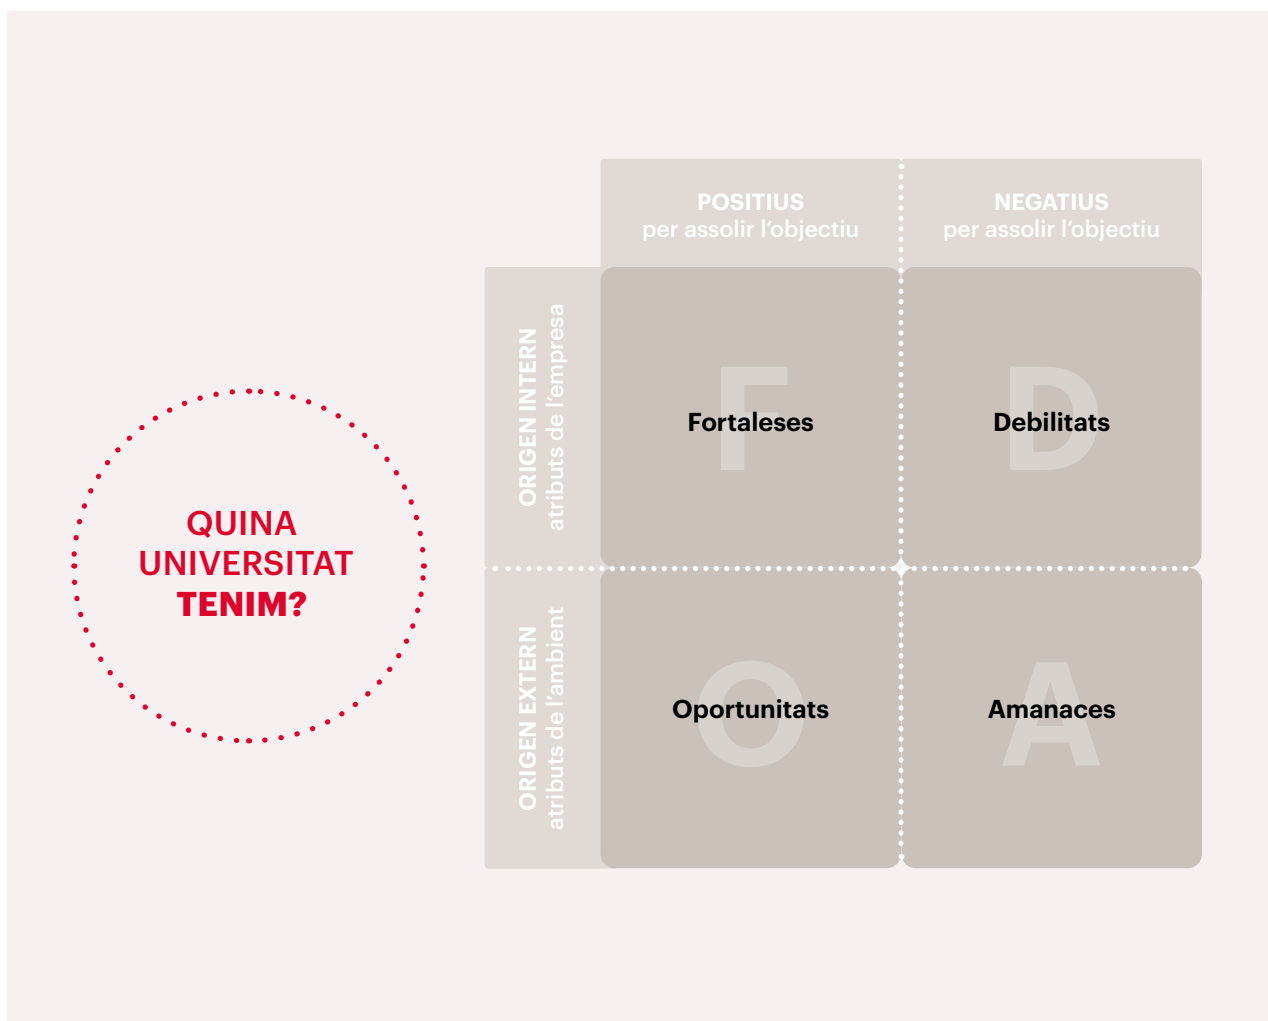 QUINA
UNIVERSITAT
TENIM?
POSITIUS
per assolir l’objectiu
NEGATIUS
per assolir l’objectiu
ORIGEN INTERN
atributs de l’empresa
F
Fortaleses
D
Debilitats
ORIGEN EXTERN
atributs de l’ambient
O
Oportunitats
A
Amanaces